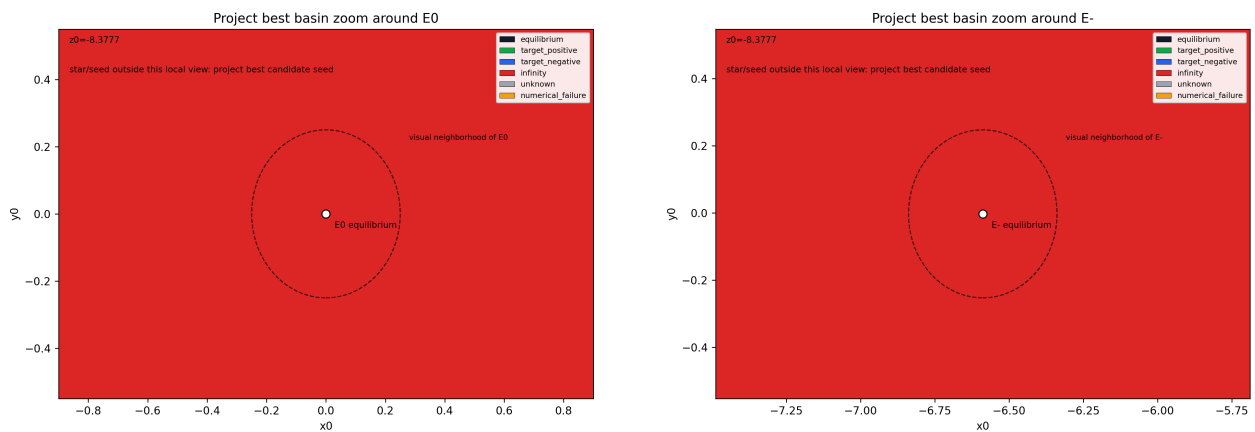 Project best basin zoom around E0
z0=-8.3777
star/seed outside this local view: project best candidate seed
equilibrium
target_positive
target_negative
infinity
unknown
numerical_failure
visual neighborhood of E0
E0 equilibrium
y0
0.4
0.2
0.0
−0.2
−0.4
−0.8
−0.6
−0.4
−0.2
0.0
0.2
0.4
0.6
0.8
x0
Project best basin zoom around E-
z0=-8.3777
star/seed outside this local view: project best candidate seed
equilibrium
target_positive
target_negative
infinity
unknown
numerical_failure
visual neighborhood of E-
E- equilibrium
y0
0.4
0.2
0.0
−0.2
−0.4
−7.25
−7.00
−6.75
−6.50
−6.25
−6.00
−5.75
x0